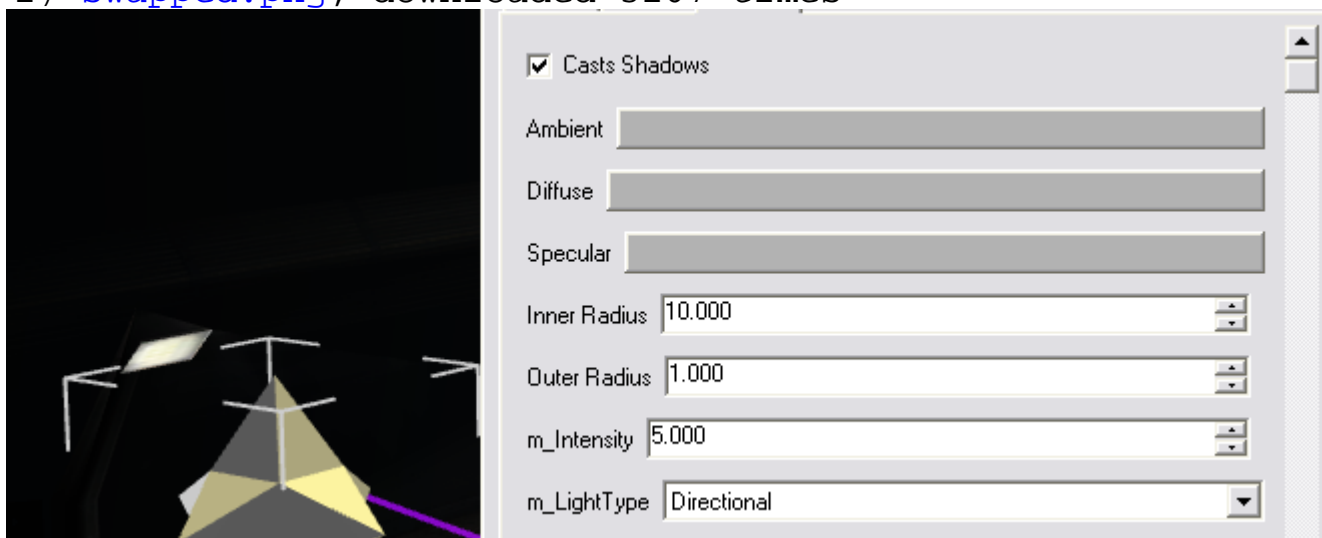 Casts Shadows
Ambient
Diffuse
Specular
Inner Radius 10.000
Outer Radius 1.000
m_Intensity 5.000
m_LightType Directional